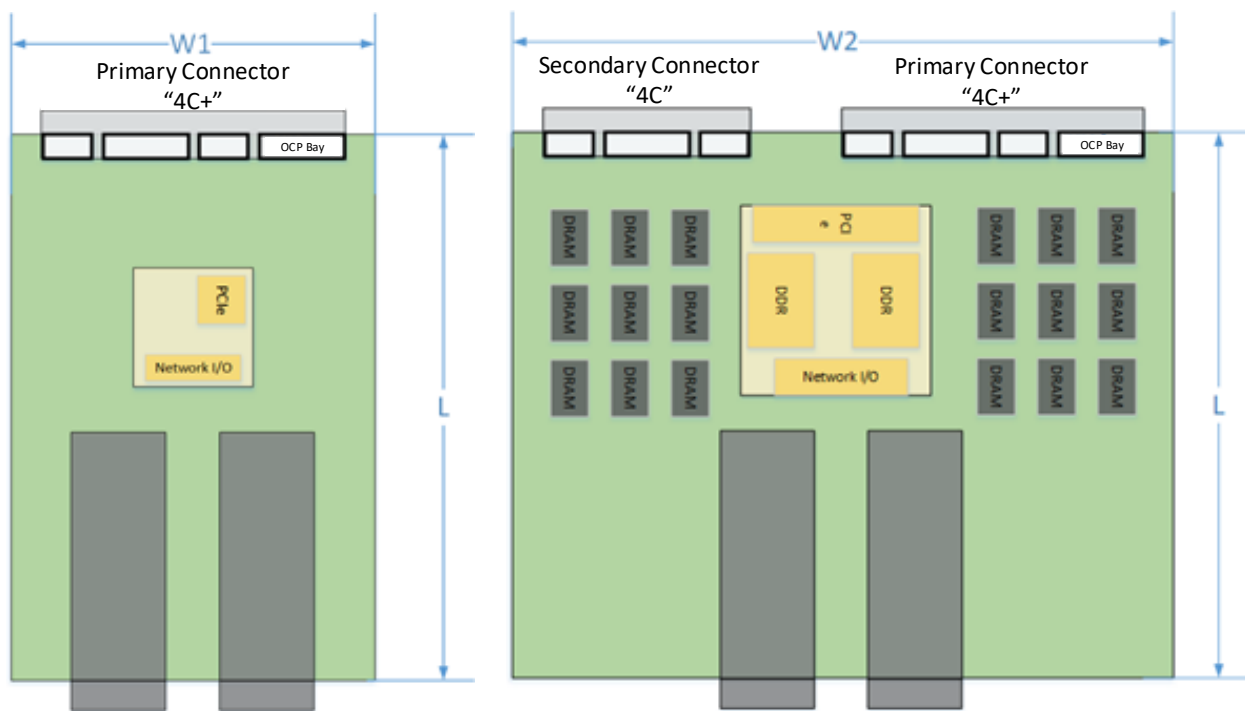 W1
Primary Connector
“4C+”
OCP Bay
PCIe
Network I/O
L
W2
Secondary Connector
“4C”
Primary Connector
“4C+”
OCP Bay
DRAM
DRAM
DRAM
PCI
e
DRAM
DRAM
DRAM
DRAM
DRAM
DRAM
DDR
DDR
DRAM
DRAM
DRAM
DRAM
DRAM
DRAM
Network I/O
DRAM
DRAM
DRAM
L